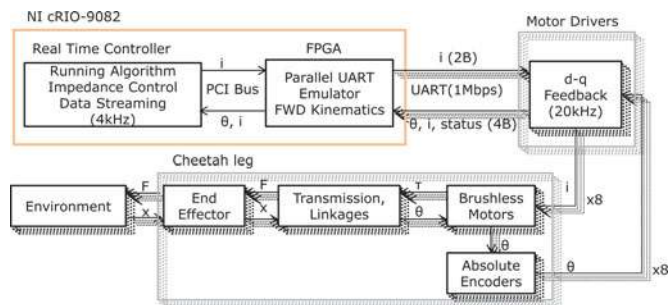 NI cRIO-9082
Motor Drivers
Real Time Controller
FPGA
Running Algorithm
Impedance Control
Data Streaming
(4kHz)
i
PCI Bus
θ, i
Parallel UART
Emulator
FWD Kinematics
i (2B)
UART(1Mbps)
θ, i, status (4B)
d-q
Feedback
(20kHz)
Cheetah leg
i
x8
Environment
F
x
End
Effector
F
x
Transmission,
Linkages
τ
θ
Brushless
Motors
θ
Absolute
Encoders
θ
x8